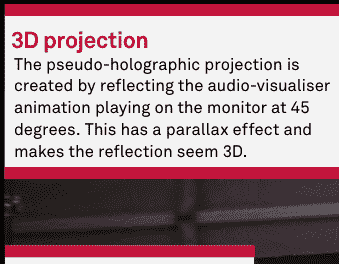 3D projection
The pseudo-holographic projection is
created by reflecting the audio-visualiser
animation playing on the monitor at 45
degrees. This has a parallax effect and
makes the reflection seem 3D.